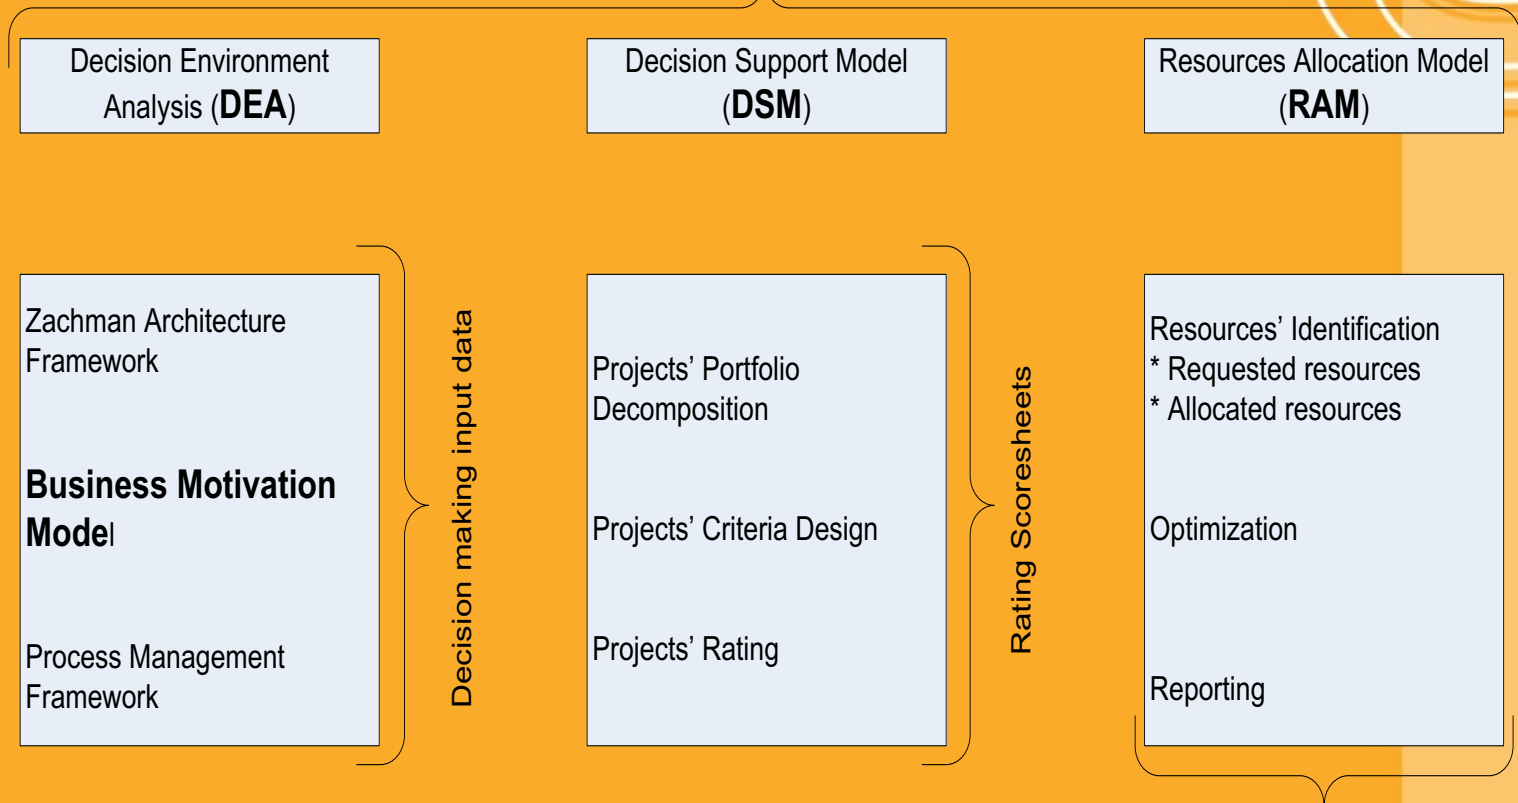 Decision Environment
Analysis (DEA)
Decision Support Model
(DSM)
Resources Allocation Model
(RAM)
Zachman Architecture
Framework
Business Motivation
Model
Process Management
Framework
Decision making input data
Projects’ Portfolio
Decomposition
Projects’ Criteria Design
Projects’ Rating
Rating Scoresheets
Resources’ Identification
* Requested resources
* Allocated resources
Optimization
Reporting